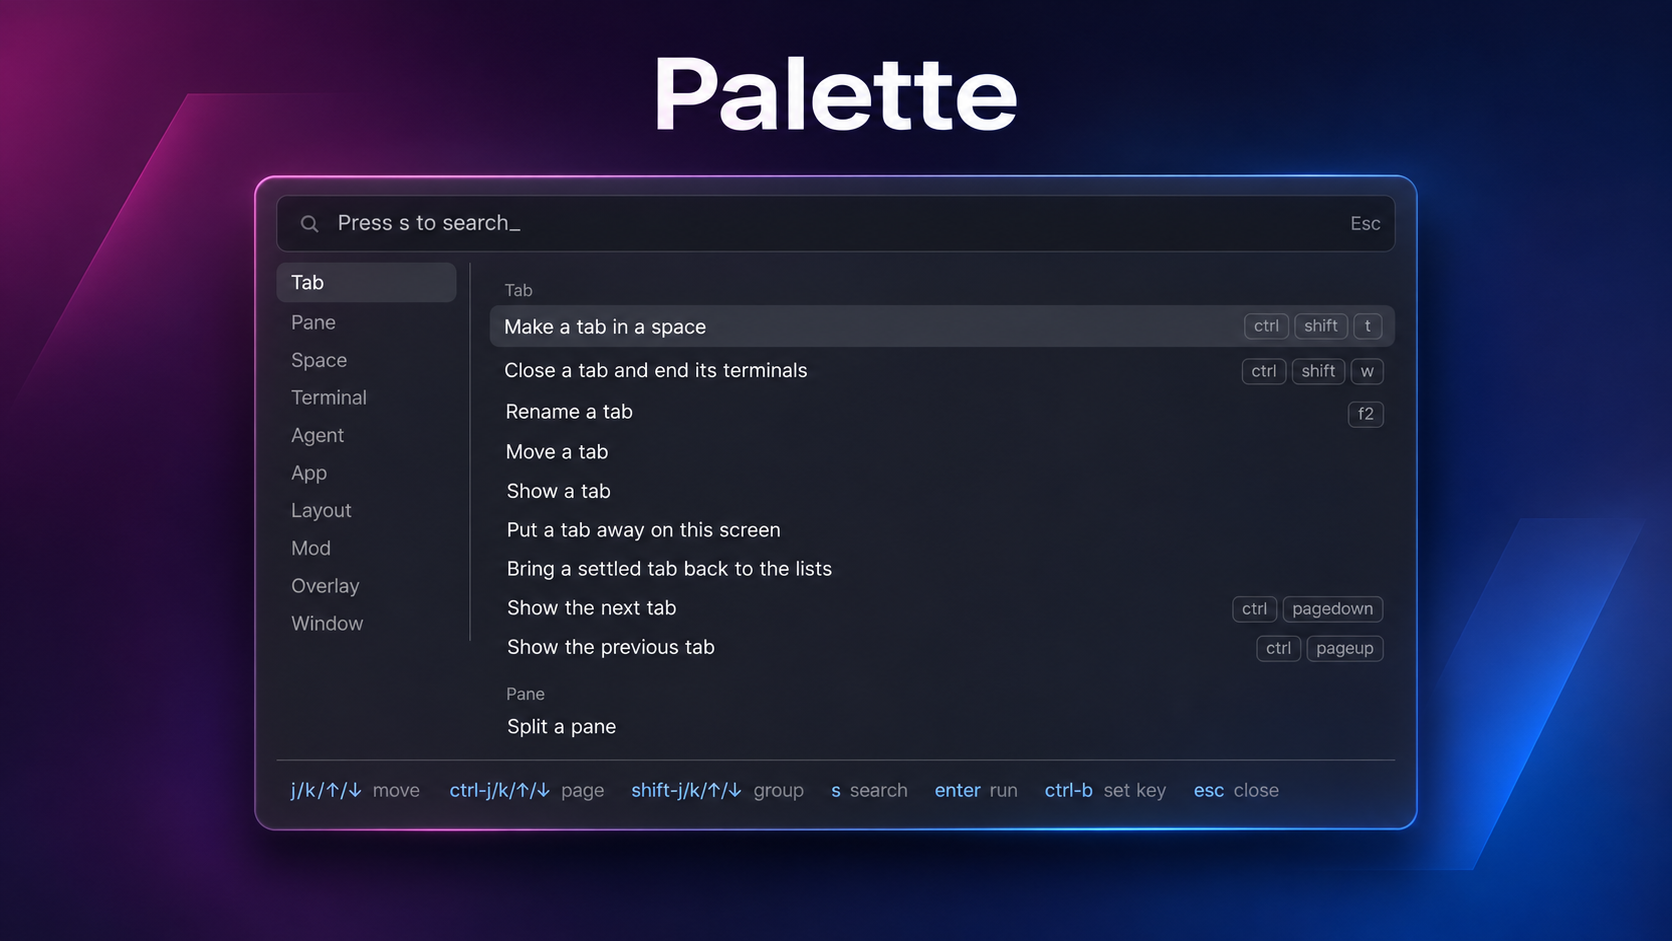 Palette
Press s to search_ Esc
Tab
Pane
Space
Terminal
Agent
App
Layout
Mod
Overlay
Window
Tab
Make a tab in a space ctrl shift t
Close a tab and end its terminals ctrl shift w
Rename a tab f2
Move a tab
Show a tab
Put a tab away on this screen
Bring a settled tab back to the lists
Show the next tab ctrl pagedown
Show the previous tab ctrl pageup
Pane
Split a pane
j/k/↑/↓ move ctrl-j/k/↑/↓ page shift-j/k/↑/↓ group s search enter run ctrl-b set key esc close